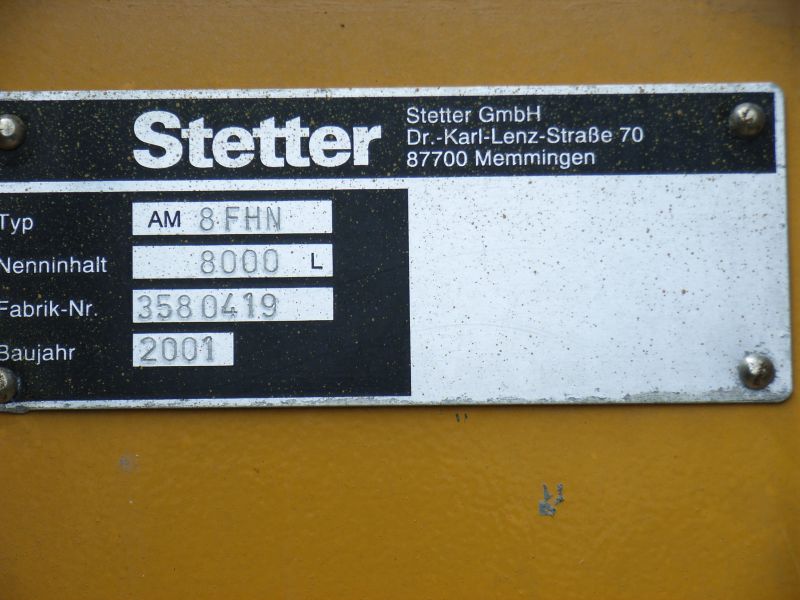 Stetter
Stetter GmbH
Dr.-Karl-Lenz-Straße 70
87700 Memmingen
Typ AM 8 FHN
Nenninhalt 8000 L
Fabrik-Nr. 3580419
Baujahr 2001